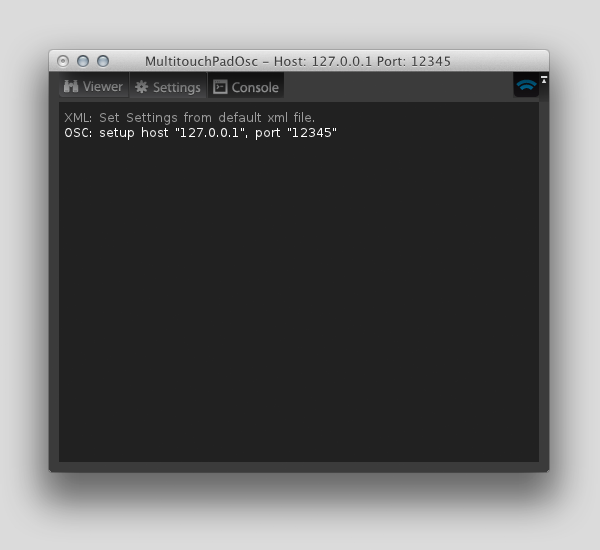 MultitouchPadOsc – Host: 127.0.0.1 Port: 12345
Viewer Settings Console
XML: Set Settings from default xml file.
OSC: setup host "127.0.0.1", port "12345"